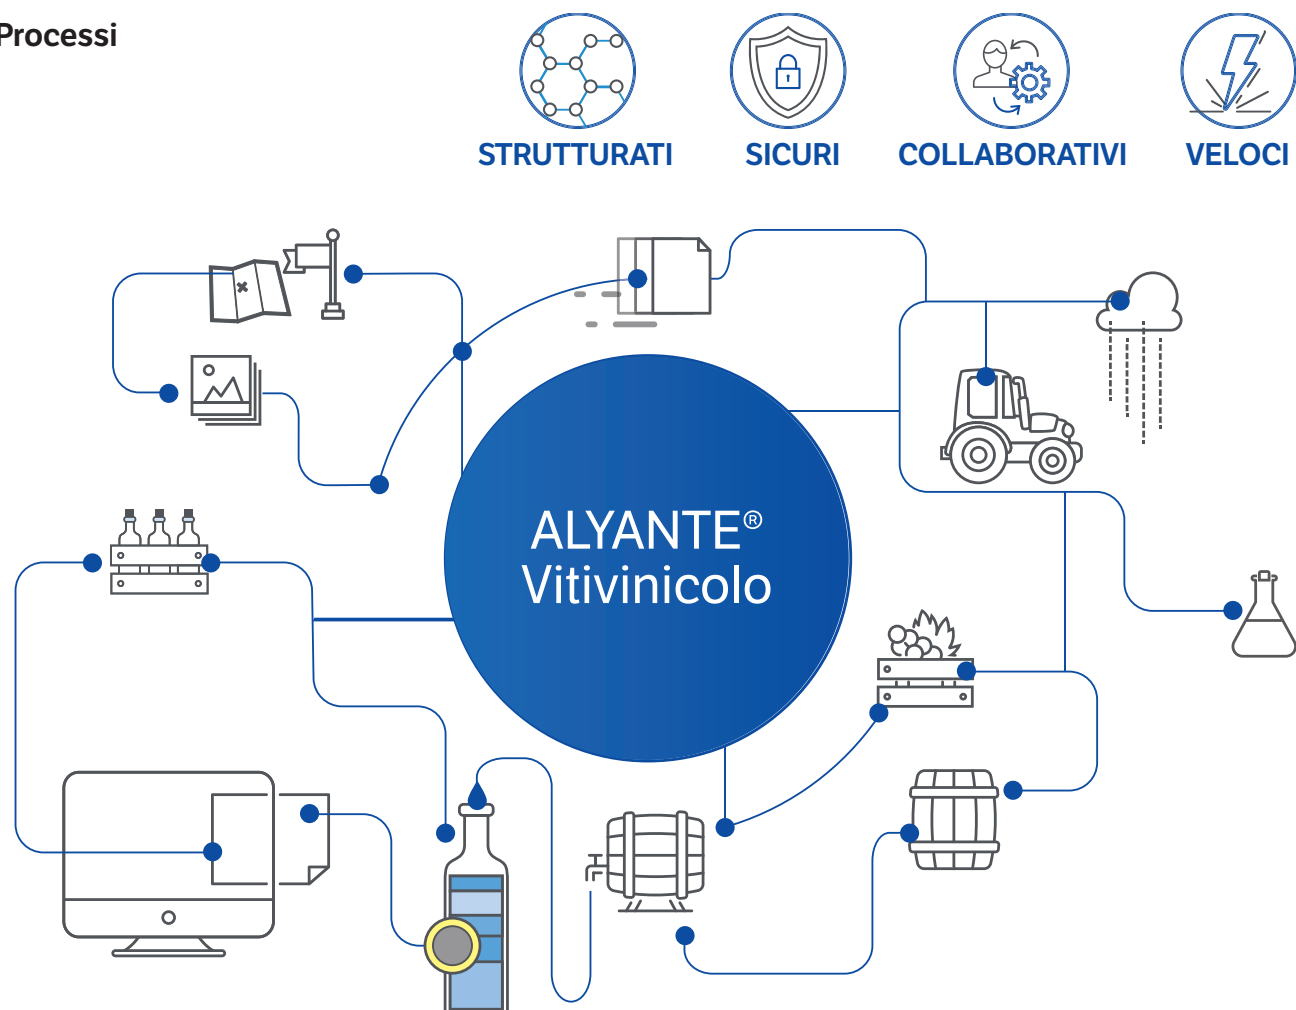 Processi
STRUTTURATI
SICURI
COLLABORATIVI
VELOCI
ALYANTE®
Vitivinicolo